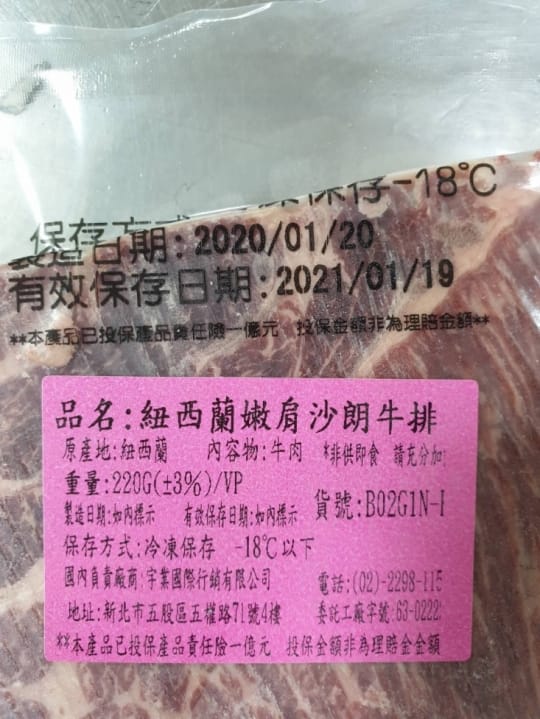 保存方式:冷凍保存-18℃
製造日期:2020/01/20
有效保存日期:2021/01/19
**本產品已投保產品責任險一億元 投保金額非為理賠金額**
品名:紐西蘭嫩肩沙朗牛排
原產地:紐西蘭 內容物:牛肉 *非供即食 請充分加
重量:220G(±3%)/VP
製造日期:如內標示 有效保存日期:如內標示 貨號:B02G1N-I
保存方式:冷凍保存 -18℃以下
國內負責廠商:宇業國際行銷有限公司 電話:(02)-2298-115
地址:新北市五股區五權路71號4樓 委託工廠字號:63-0222
**本產品已投保產品責任險一億元 投保金額非為理賠金金額